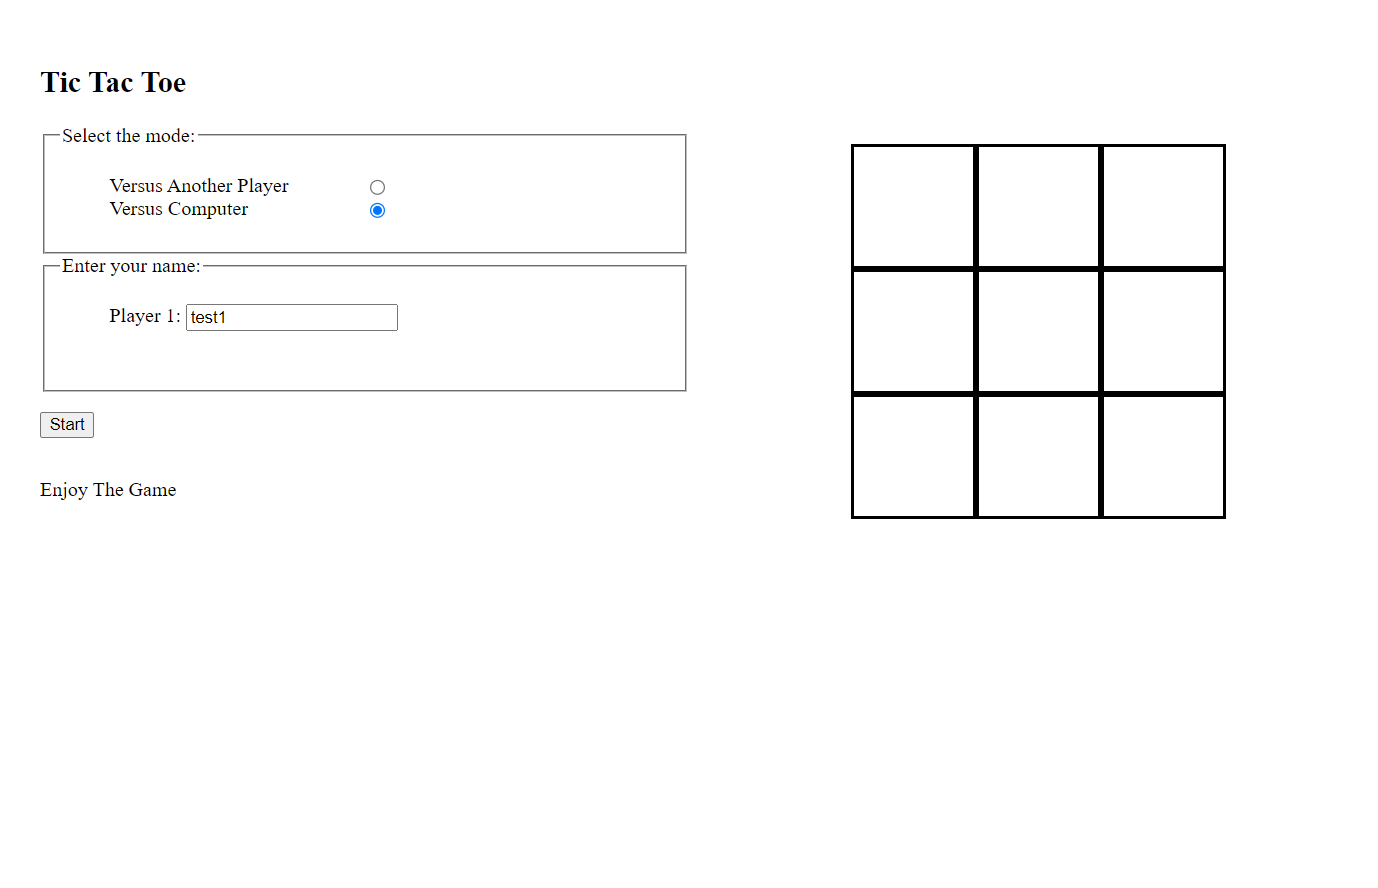 Tic Tac Toe
Select the mode:
Versus Another Player
Versus Computer
Enter your name:
Player 1: test1
Start
Enjoy The Game